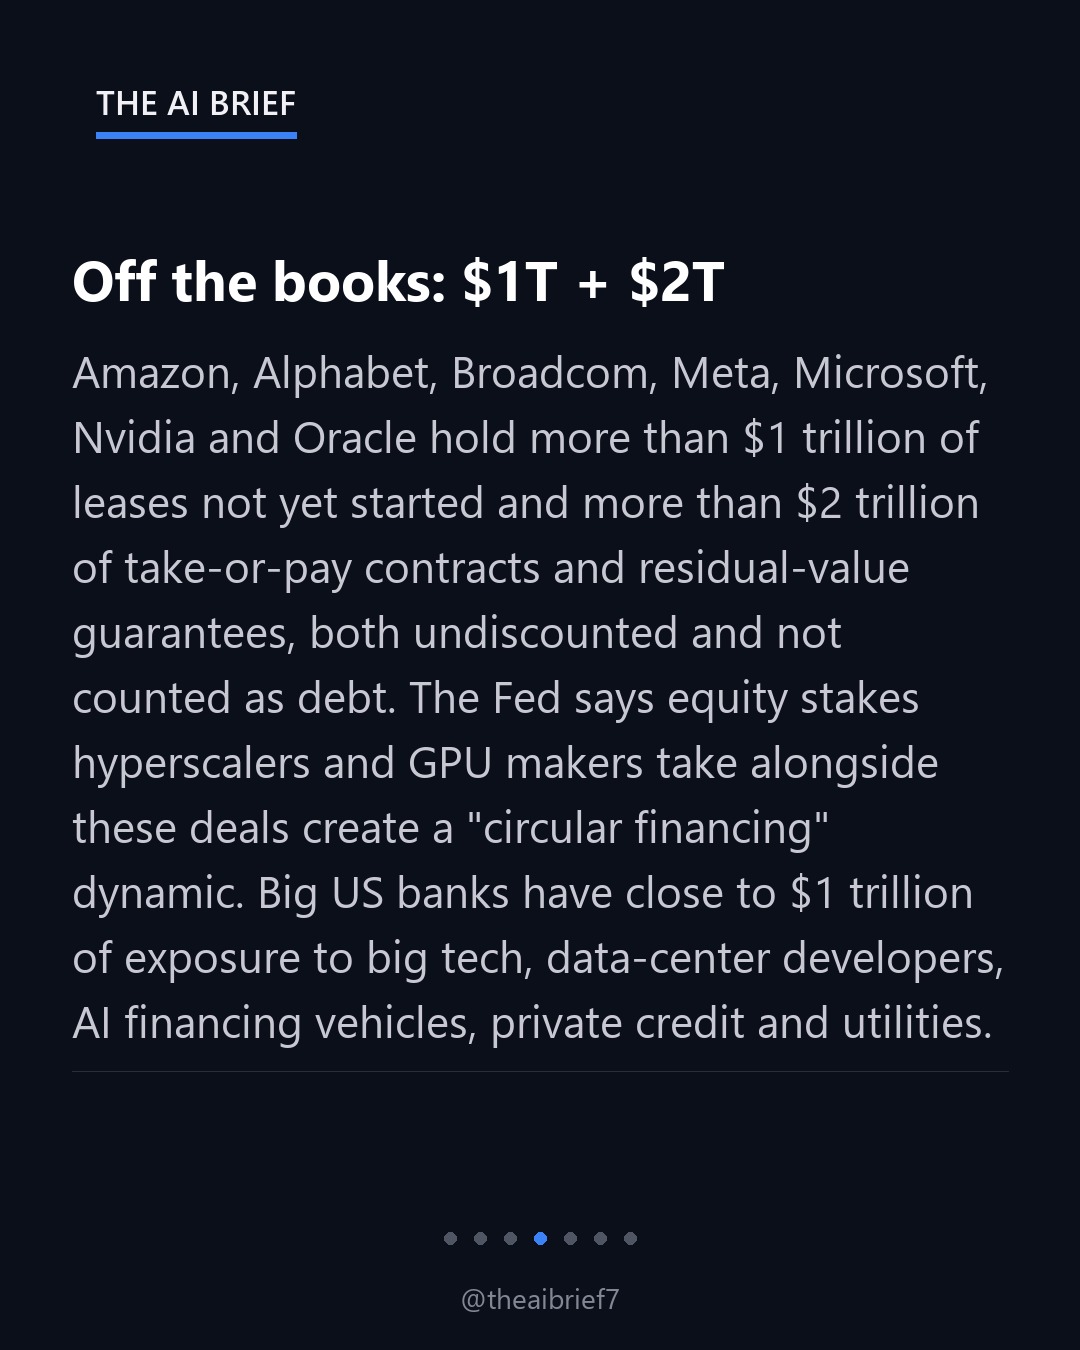 THE AI BRIEF
Off the books: $1T + $2T
Amazon, Alphabet, Broadcom, Meta, Microsoft,
Nvidia and Oracle hold more than $1 trillion of
leases not yet started and more than $2 trillion
of take-or-pay contracts and residual-value
guarantees, both undiscounted and not
counted as debt. The Fed says equity stakes
hyperscalers and GPU makers take alongside
these deals create a "circular financing"
dynamic. Big US banks have close to $1 trillion
of exposure to big tech, data-center developers,
AI financing vehicles, private credit and utilities.
@theaibrief7